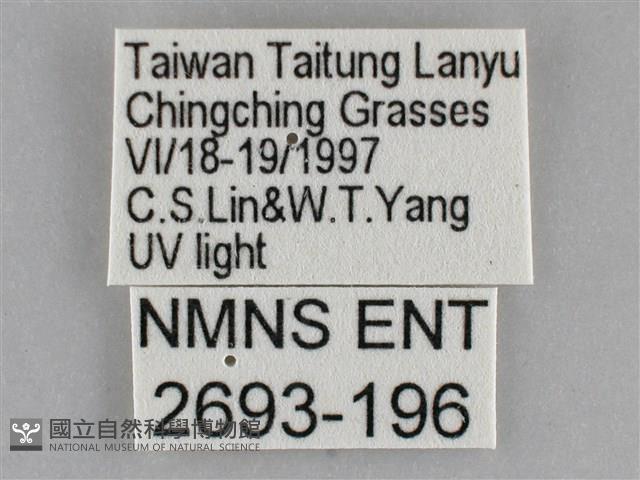 Taiwan Taitung Lanyu
Chingching Grasses
VI/18-19/1997
C.S.Lin&W.T.Yang
UV light
NMNS ENT
2693-196
國立自然科學博物館
NATIONAL MUSEUM OF NATURAL SCIENCE